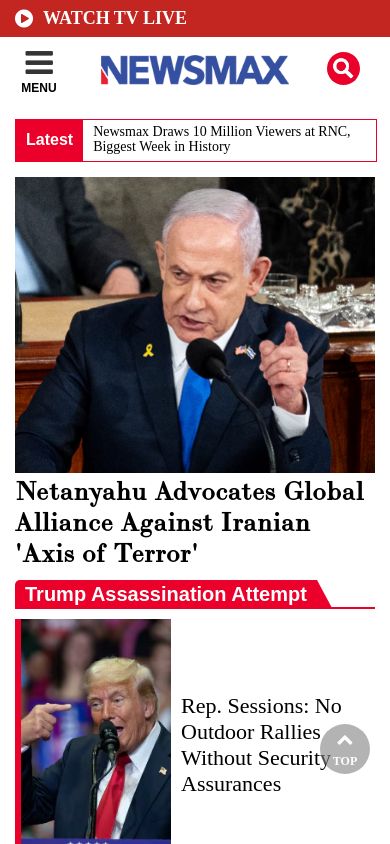 WATCH TV LIVE
MENU
NEWSMAX
Latest
Newsmax Draws 10 Million Viewers at RNC,
Biggest Week in History
Netanyahu Advocates Global
Alliance Against Iranian
'Axis of Terror'
Trump Assassination Attempt
Rep. Sessions: No
Outdoor Rallies
Without Security
Assurances
TOP